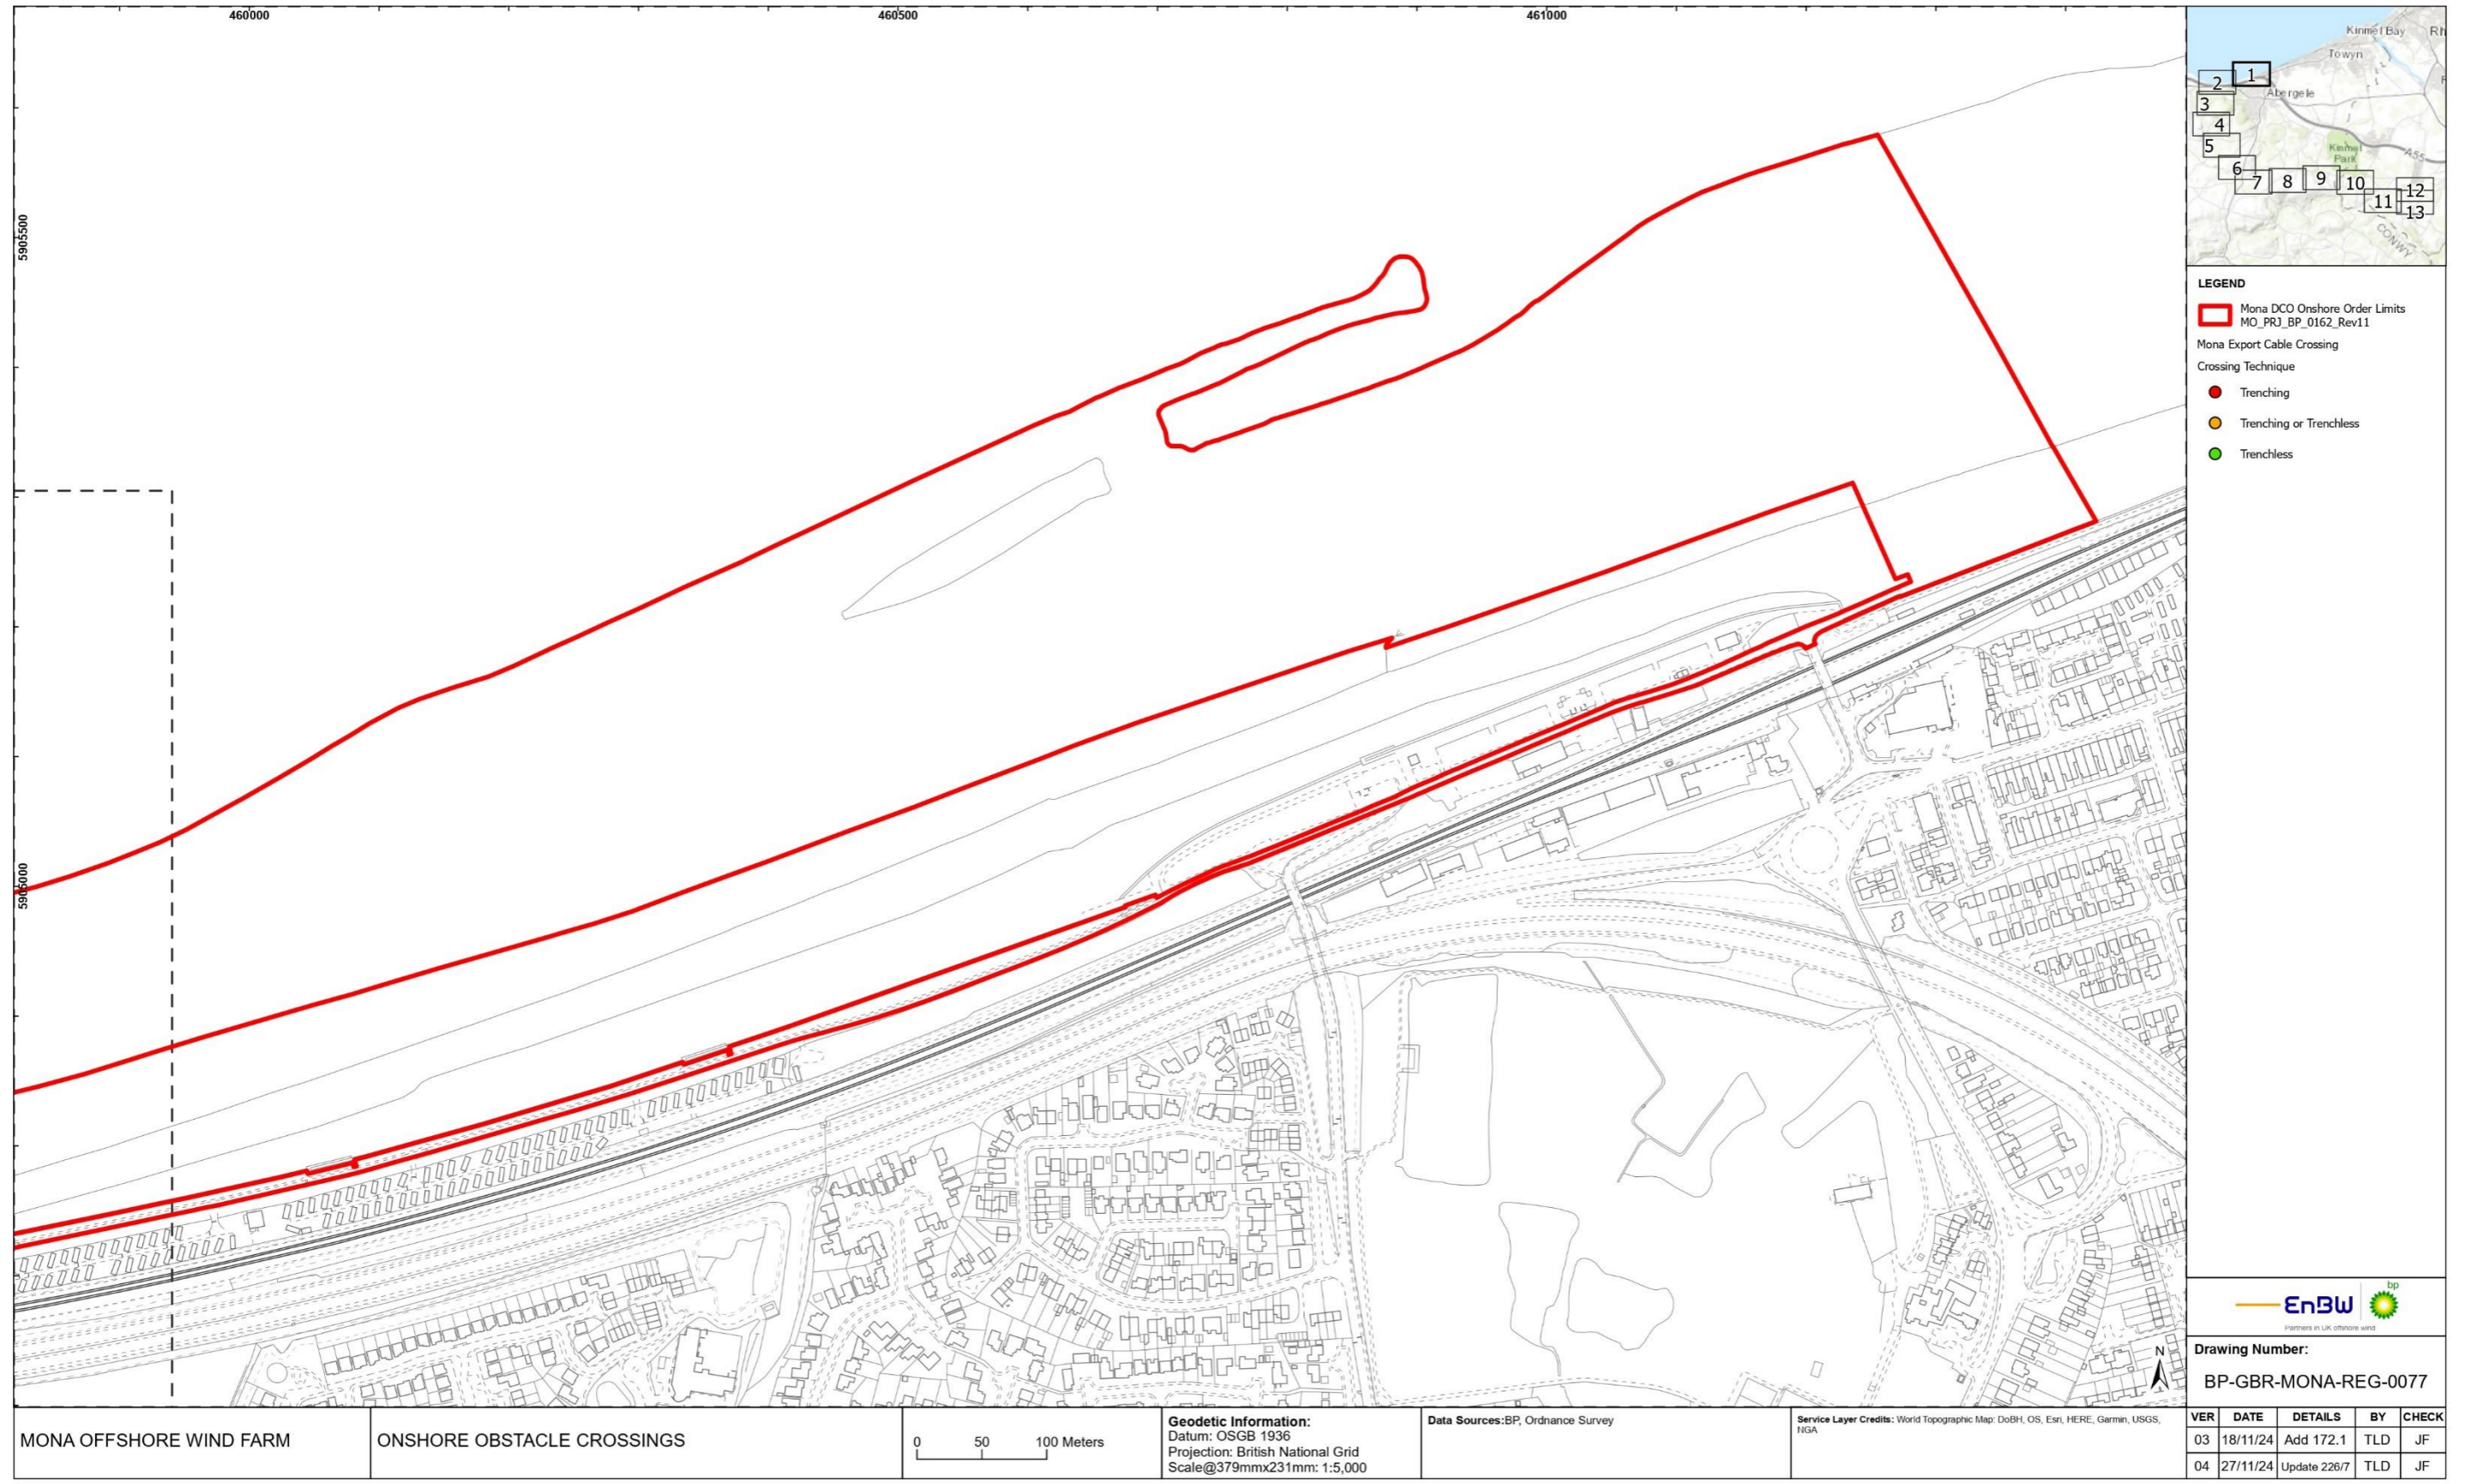 460000
460500
461000
5905500
5905000
Kinmel Bay
Rh
Towyn
Abergele
Kinmel
Park
A55
CONWY
1
2
3
4
5
6
7
8
9
10
11
12
13
LEGEND
Mona DCO Onshore Order Limits
MO_PRJ_BP_0162_Rev11
Mona Export Cable Crossing
Crossing Technique
Trenching
Trenching or Trenchless
Trenchless
EnBW
bp
Partners in UK offshore wind
N
Drawing Number:
BP-GBR-MONA-REG-0077
MONA OFFSHORE WIND FARM
ONSHORE OBSTACLE CROSSINGS
0 50 100 Meters
Geodetic Information:
Datum: OSGB 1936
Projection: British National Grid
Scale@379mmx231mm: 1:5,000
Data Sources:BP, Ordnance Survey
Service Layer Credits: World Topographic Map: DoBH, OS, Esri, HERE, Garmin, USGS,
NGA
VER DATE DETAILS BY CHECK
03 18/11/24 Add 172.1 TLD JF
04 27/11/24 Update 226/7 TLD JF